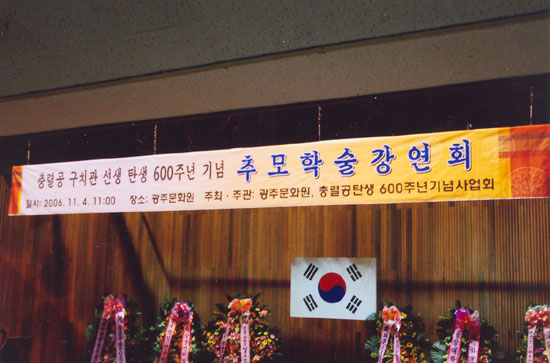 충렬공 구치관 선생 탄생 600주년 기념 추모학술강연회
일시: 2006. 11. 4. 11:00 장소: 광주문화원 주최·주관: 광주문화원, 충렬공탄생 600주년기념사업회